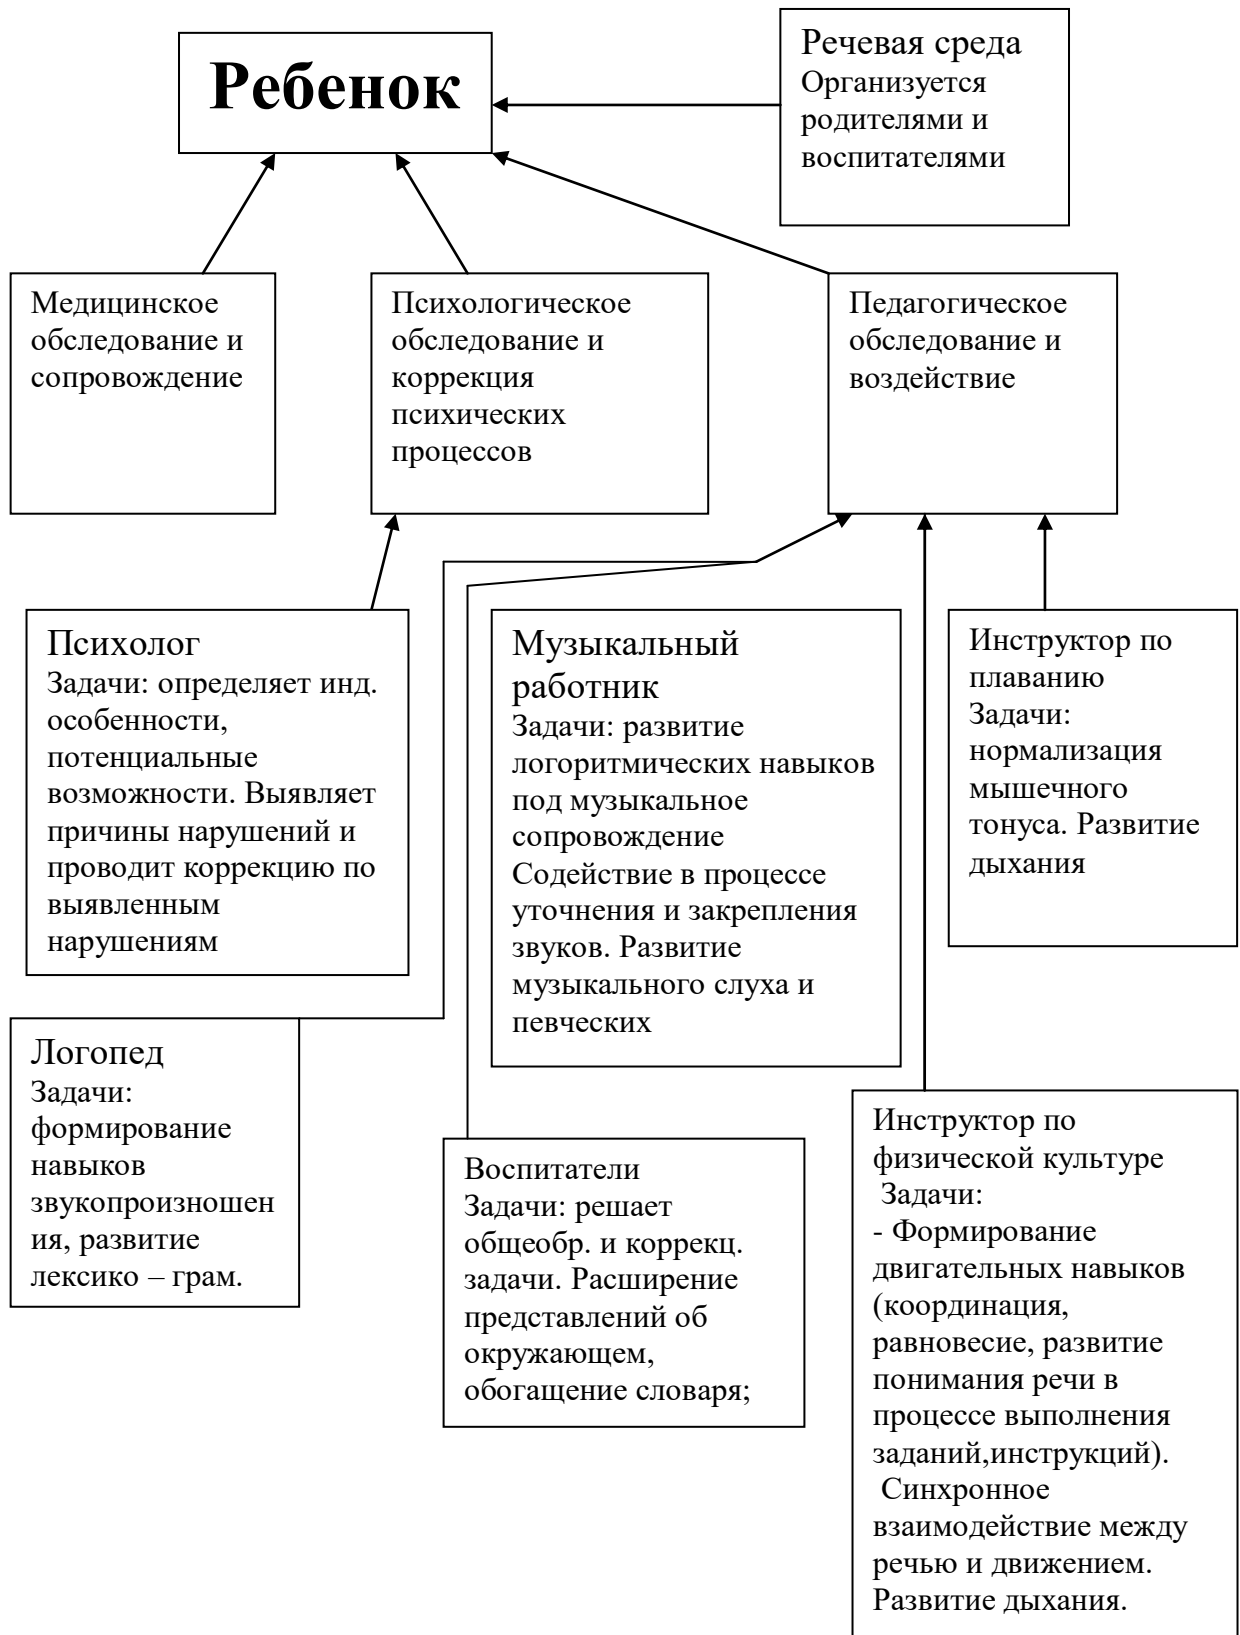 Ребенок
Речевая среда
Организуется
родителями и
воспитателями
Медицинское
обследование и
сопровождение
Психологическое
обследование и
коррекция
психических
процессов
Педагогическое
обследование и
воздействие
Психолог
Задачи: определяет инд.
особенности,
потенциальные
возможности. Выявляет
причины нарушений и
проводит коррекцию по
выявленным
нарушениям
Музыкальный
работник
Задачи: развитие
логоритмических навыков
под музыкальное
сопровождение
Содействие в процессе
уточнения и закрепления
звуков. Развитие
музыкального слуха и
певческих
Инструктор по
плаванию
Задачи:
нормализация
мышечного
тонуса. Развитие
дыхания
Логопед
Задачи:
формирование
навыков
звукопроизношен
ия, развитие
лексико – грам.
Воспитатели
Задачи: решает
общеобр. и коррекц.
задачи. Расширение
представлений об
окружающем,
обогащение словаря;
Инструктор по
физической культуре
Задачи:
- Формирование
двигательных навыков
(координация,
равновесие, развитие
понимания речи в
процессе выполнения
заданий,инструкций).
Синхронное
взаимодействие между
речью и движением.
Развитие дыхания.